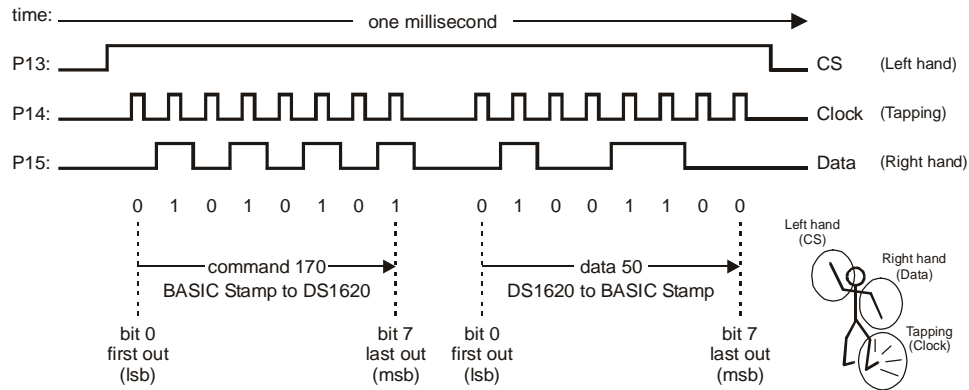 time:
one millisecond
P13: CS (Left hand)
P14: Clock (Tapping)
P15: Data (Right hand)
0 1 0 1 0 1 0 1 0 1 0 0 1 1 0 0
command 170
BASIC Stamp to DS1620
data 50
DS1620 to BASIC Stamp
bit 0
first out
(lsb)
bit 7
last out
(msb)
bit 0
first out
(lsb)
bit 7
last out
(msb)
Left hand
(CS)
Right hand
(Data)
Tapping
(Clock)